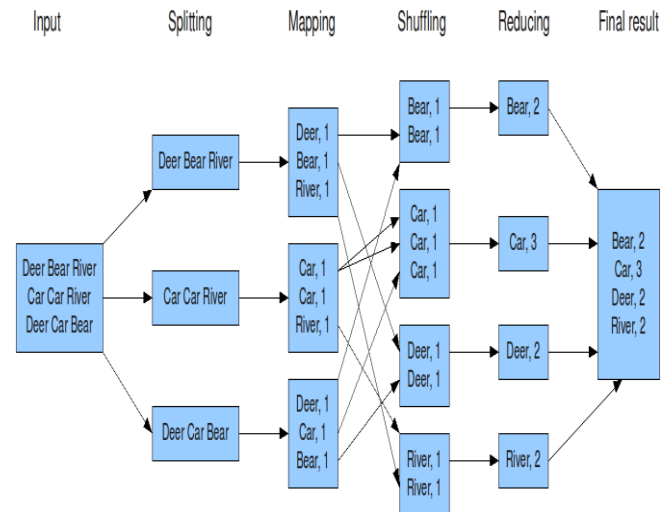 Input Splitting Mapping Shuffling Reducing Final result
Deer Bear River
Car Car River
Deer Car Bear
Deer Bear River
Car Car River
Deer Car Bear
Deer, 1
Bear, 1
River, 1
Car, 1
Car, 1
River, 1
Deer, 1
Car, 1
Bear, 1
Bear, 1
Bear, 1
Car, 1
Car, 1
Car, 1
Deer, 1
Deer, 1
River, 1
River, 1
Bear, 2
Car, 3
Deer, 2
River, 2
Bear, 2
Car, 3
Deer, 2
River, 2